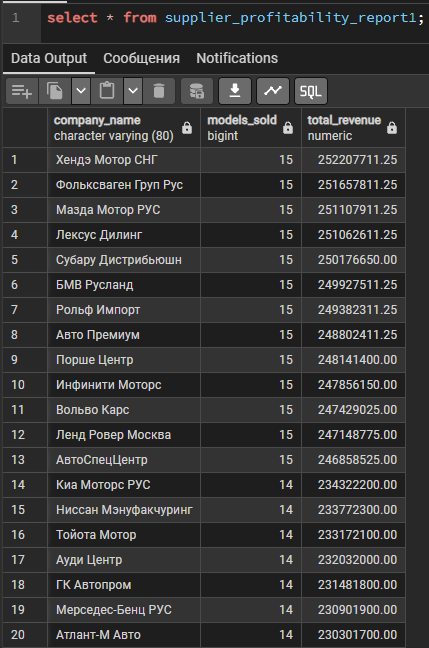 1 select * from supplier_profitability_report1;
Data Output Сообщения Notifications
SQL
company_name models_sold total_revenue
character varying (80) bigint numeric
1 Хендэ Мотор СНГ 15 252207711.25
2 Фольксваген Груп Рус 15 251657811.25
3 Мазда Мотор РУС 15 251107911.25
4 Лексус Дилинг 15 251062611.25
5 Субару Дистрибьюшн 15 250176650.00
6 БМВ Русланд 15 249927511.25
7 Рольф Импорт 15 249382311.25
8 Авто Премиум 15 248802411.25
9 Порше Центр 15 248141400.00
10 Инфинити Моторс 15 247856150.00
11 Вольво Карс 15 247429025.00
12 Ленд Ровер Москва 15 247148775.00
13 АвтоСпецЦентр 15 246858525.00
14 Киа Моторс РУС 14 234322200.00
15 Ниссан Мэнуфакчуринг 14 233772300.00
16 Тойота Мотор 14 233172100.00
17 Ауди Центр 14 232032000.00
18 ГК Автопром 14 231481800.00
19 Мерседес-Бенц РУС 14 230901900.00
20 Атлант-М Авто 14 230301700.00